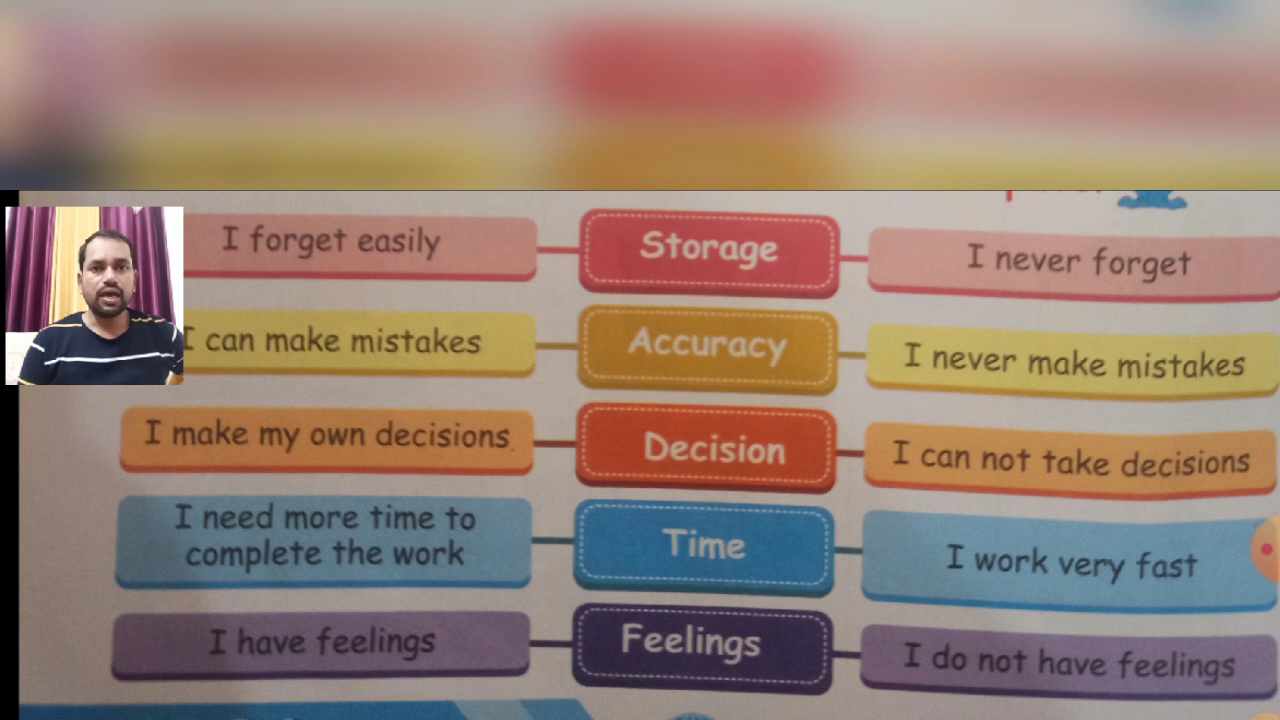 I forget easily
Storage
I never forget
I can make mistakes
Accuracy
I never make mistakes
I make my own decisions.
Decision
I can not take decisions
I need more time to
complete the work
Time
I work very fast
I have feelings
Feelings
I do not have feelings